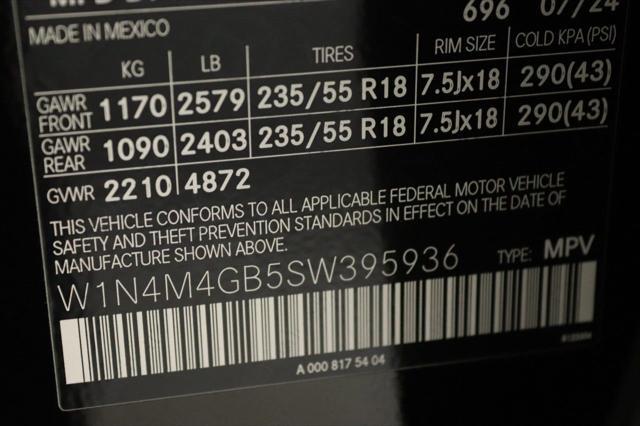 696 07/24
MADE IN MEXICO
KG LB TIRES RIM SIZE COLD KPA(PSI)
GAWR FRONT 1170 2579 235/55 R18 7.5Jx18 290(43)
GAWR REAR 1090 2403 235/55 R18 7.5Jx18 290(43)
GVWR 2210 4872
THIS VEHICLE CONFORMS TO ALL APPLICABLE FEDERAL MOTOR VEHICLE
SAFETY AND THEFT PREVENTION STANDARDS IN EFFECT ON THE DATE OF
MANUFACTURE SHOWN ABOVE.
W1N4M4GB5SW395936 TYPE: MPV
A 000 817 54 04